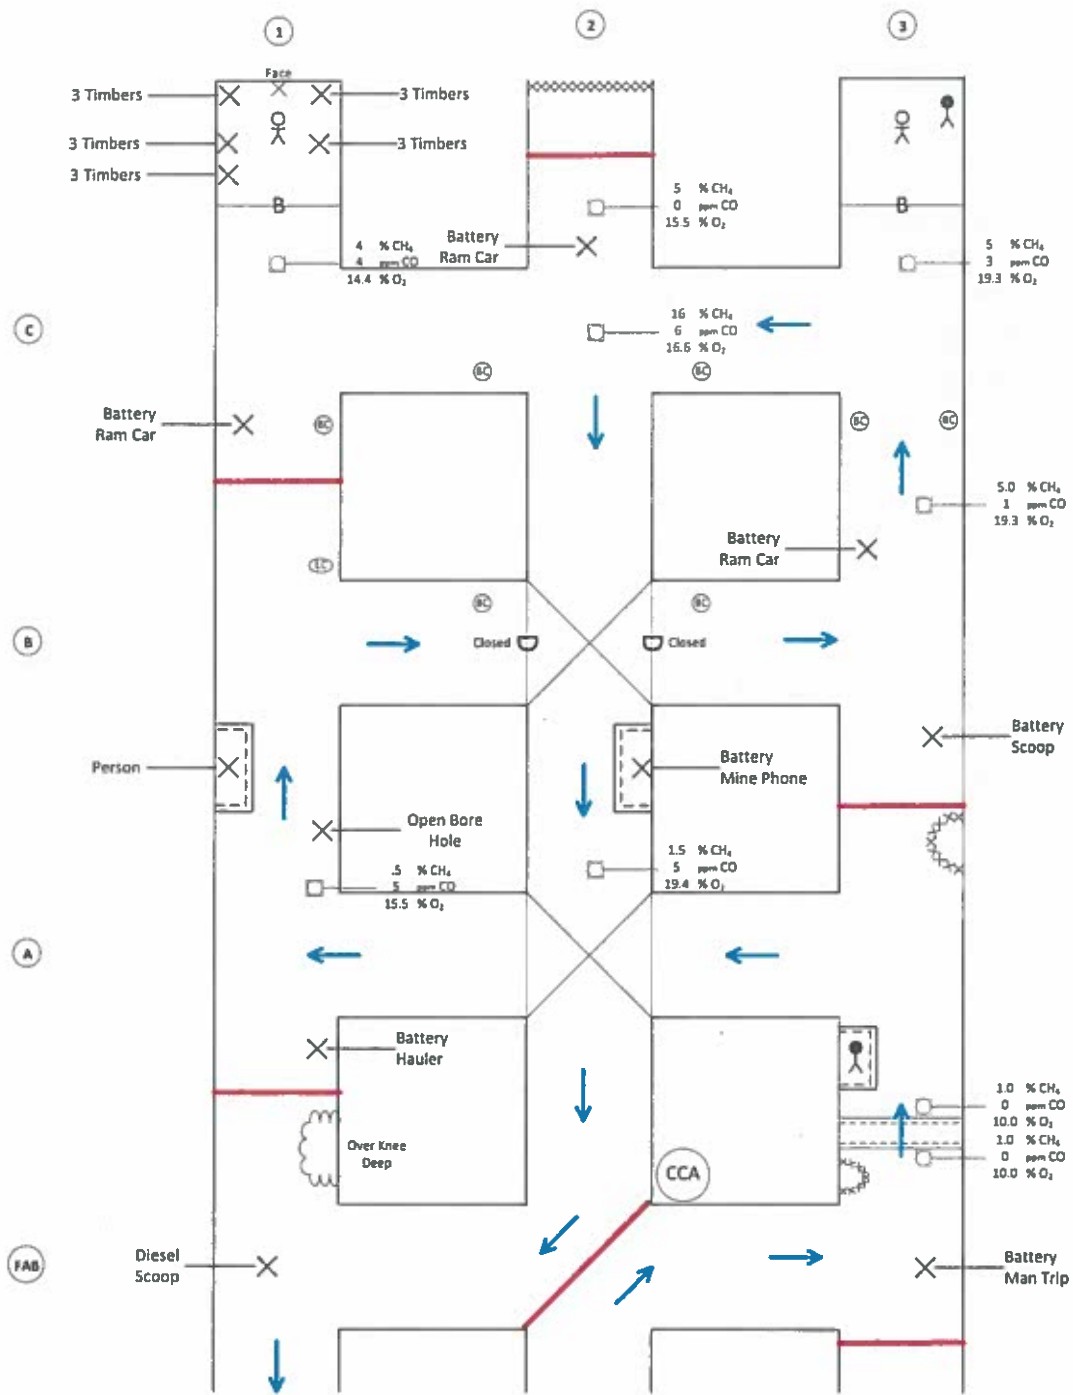 1
2
3
Face
3 Timbers
3 Timbers
3 Timbers
3 Timbers
3 Timbers
B
B
5 % CH₄
0 ppm CO
15.5 % O₂
Battery
Ram Car
4 % CH₄
4 ppm CO
14.4 % O₂
5 % CH₄
3 ppm CO
19.3 % O₂
C
16 % CH₄
6 ppm CO
16.6 % O₂
BC
BC
Battery
Ram Car
BC
BC
BC
5.0 % CH₄
1 ppm CO
19.3 % O₂
Battery
Ram Car
BC
BC
B
Closed
Closed
Person
Battery
Mine Phone
Battery
Scoop
Open Bore
Hole
.5 % CH₄
5 ppm CO
15.5 % O₂
1.5 % CH₄
5 ppm CO
19.4 % O₂
A
Battery
Hauler
1.0 % CH₄
0 ppm CO
10.0 % O₂
1.0 % CH₄
0 ppm CO
10.0 % O₂
Over Knee
Deep
CCA
FAB
Diesel
Scoop
Battery
Man Trip